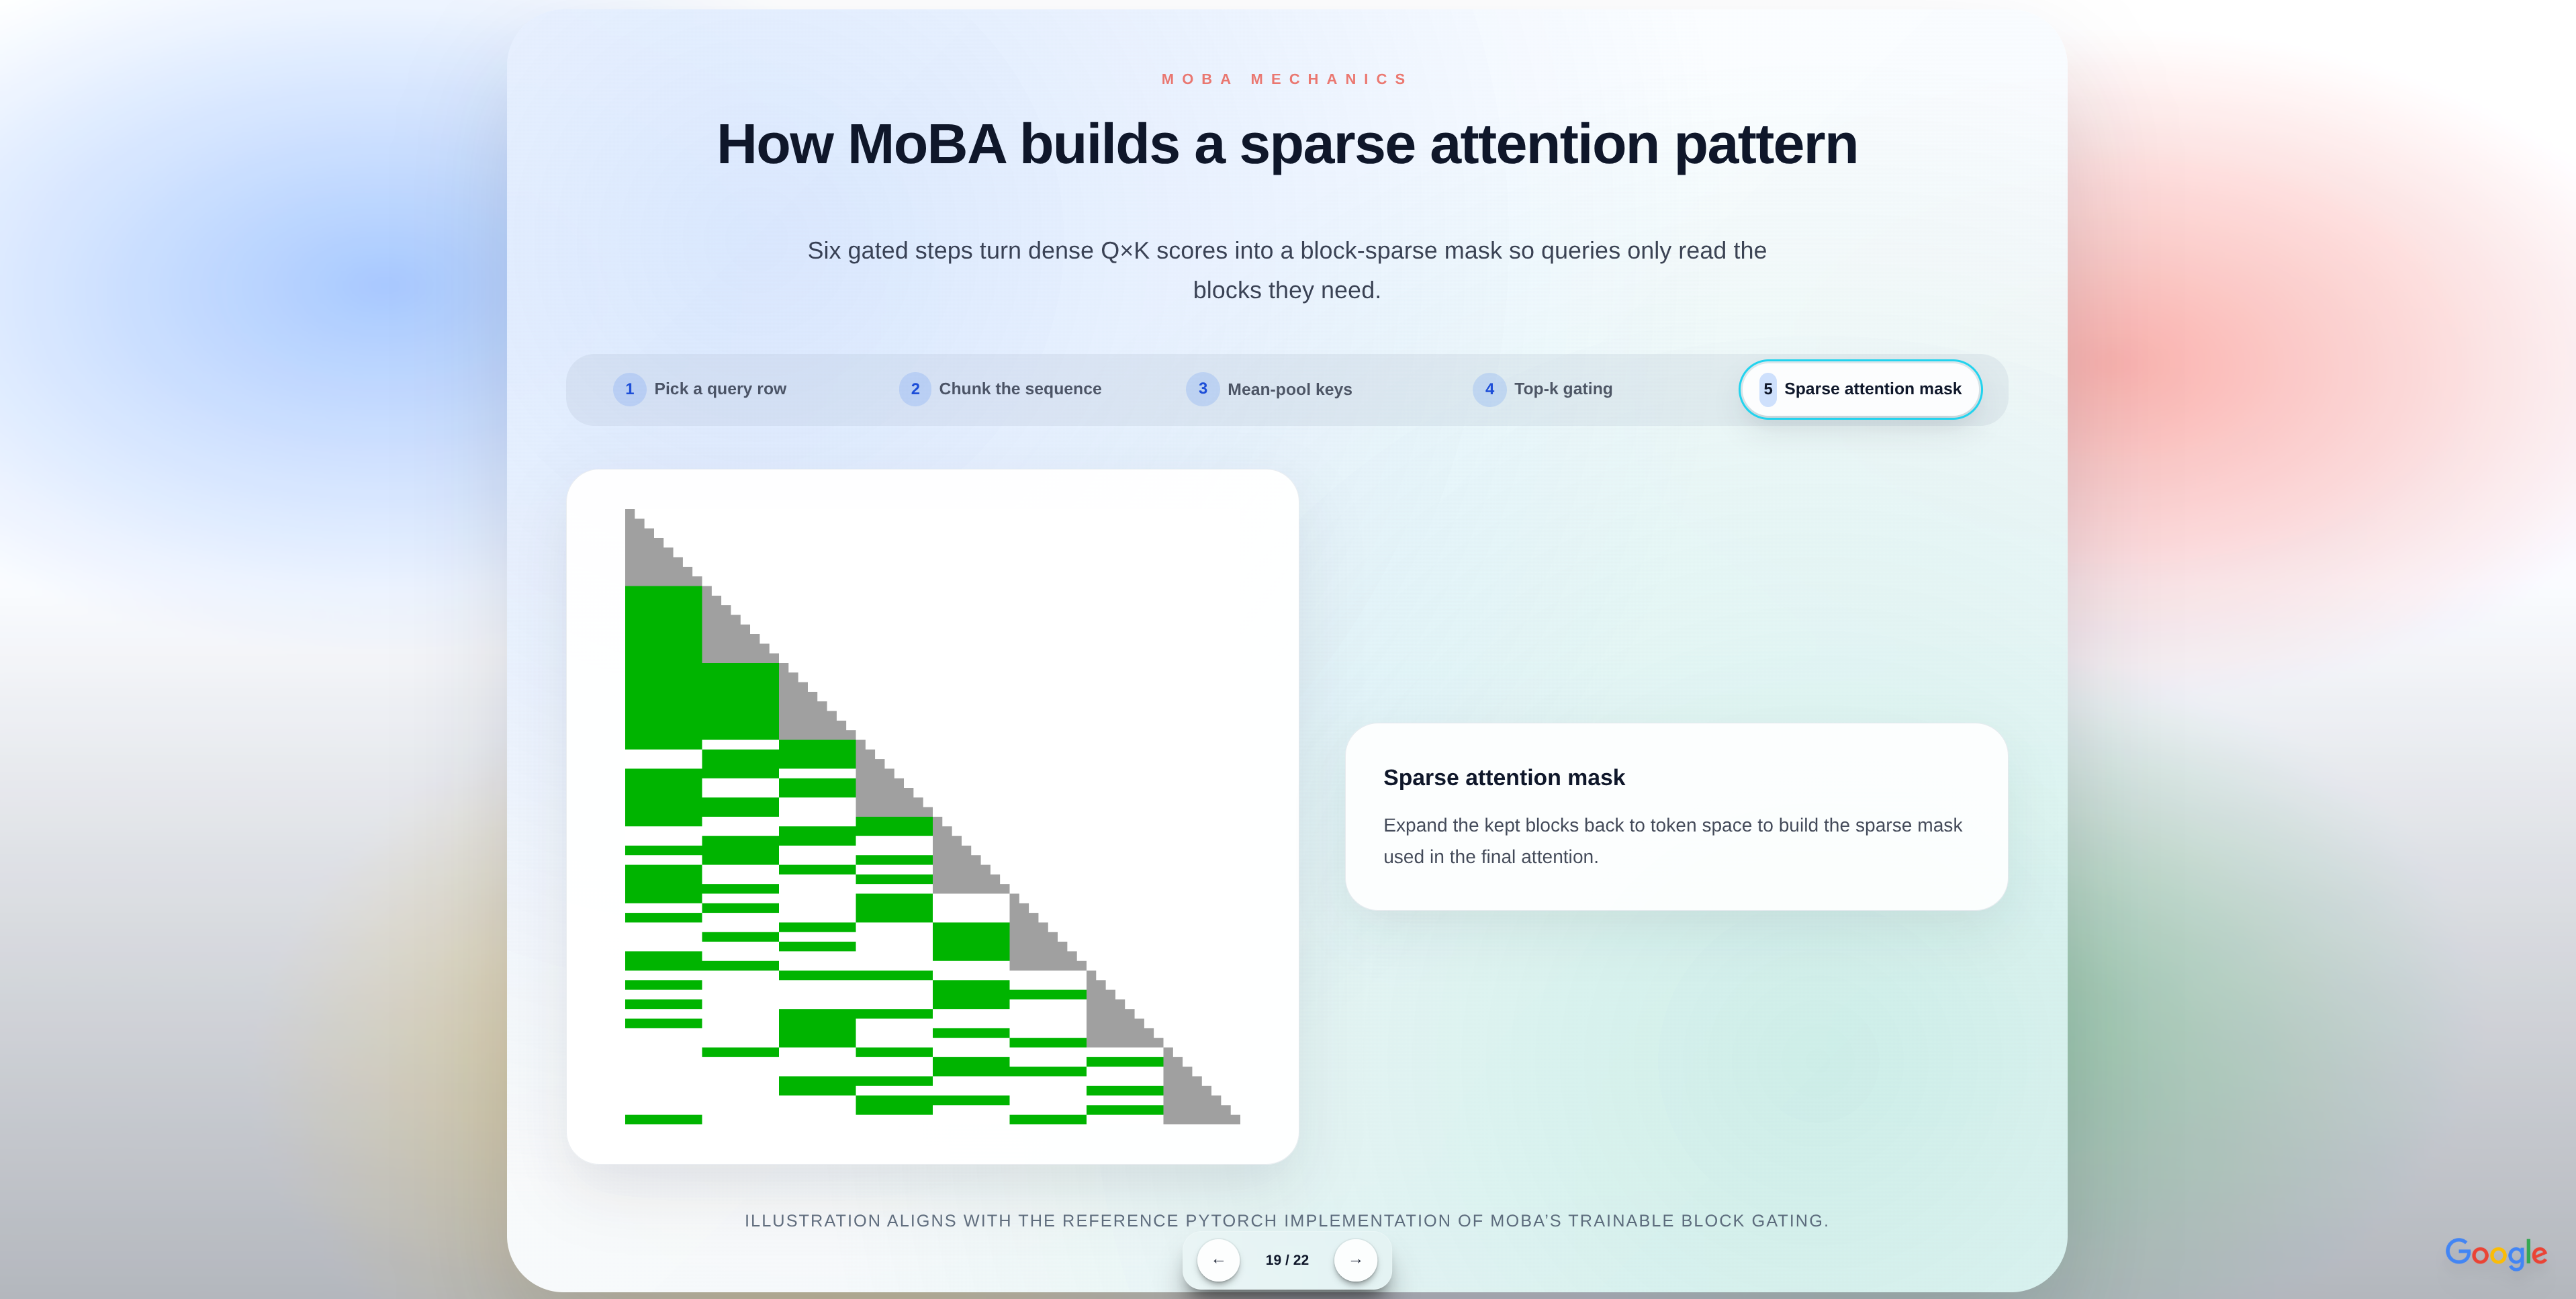 MOBA MECHANICS
How MoBA builds a sparse attention pattern
Six gated steps turn dense Q×K scores into a block-sparse mask so queries only read the
blocks they need.
1 Pick a query row
2 Chunk the sequence
3 Mean-pool keys
4 Top-k gating
5 Sparse attention mask
Sparse attention mask
Expand the kept blocks back to token space to build the sparse mask
used in the final attention.
ILLUSTRATION ALIGNS WITH THE REFERENCE PYTORCH IMPLEMENTATION OF MOBA’S TRAINABLE BLOCK GATING.
← 19 / 22 →
Google